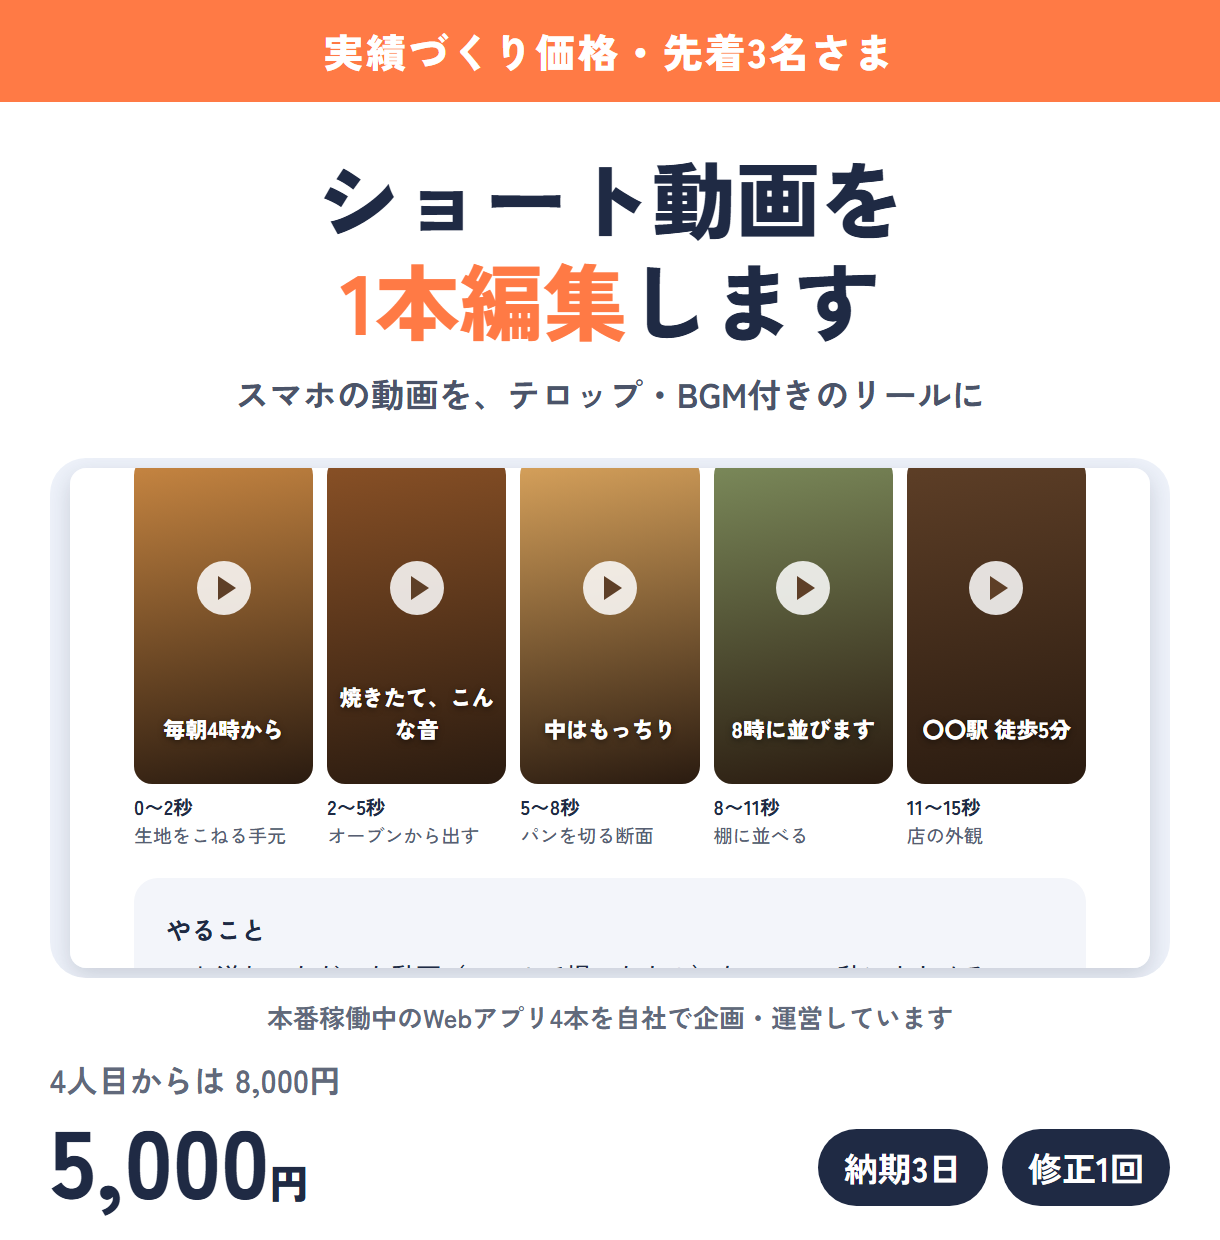 実績づくり価格・先着3名さま
ショート動画を
1本編集します
スマホの動画を、テロップ・BGM付きのリールに
毎朝4時から
焼きたて、こん
な音
中はもっちり
8時に並びます
〇〇駅 徒歩5分
0〜2秒
生地をこねる手元
2〜5秒
オーブンから出す
5〜8秒
パンを切る断面
8〜11秒
棚に並べる
11〜15秒
店の外観
やること
本番稼働中のWebアプリ4本を自社で企画・運営しています
4人目からは 8,000円
5,000円
納期3日
修正1回